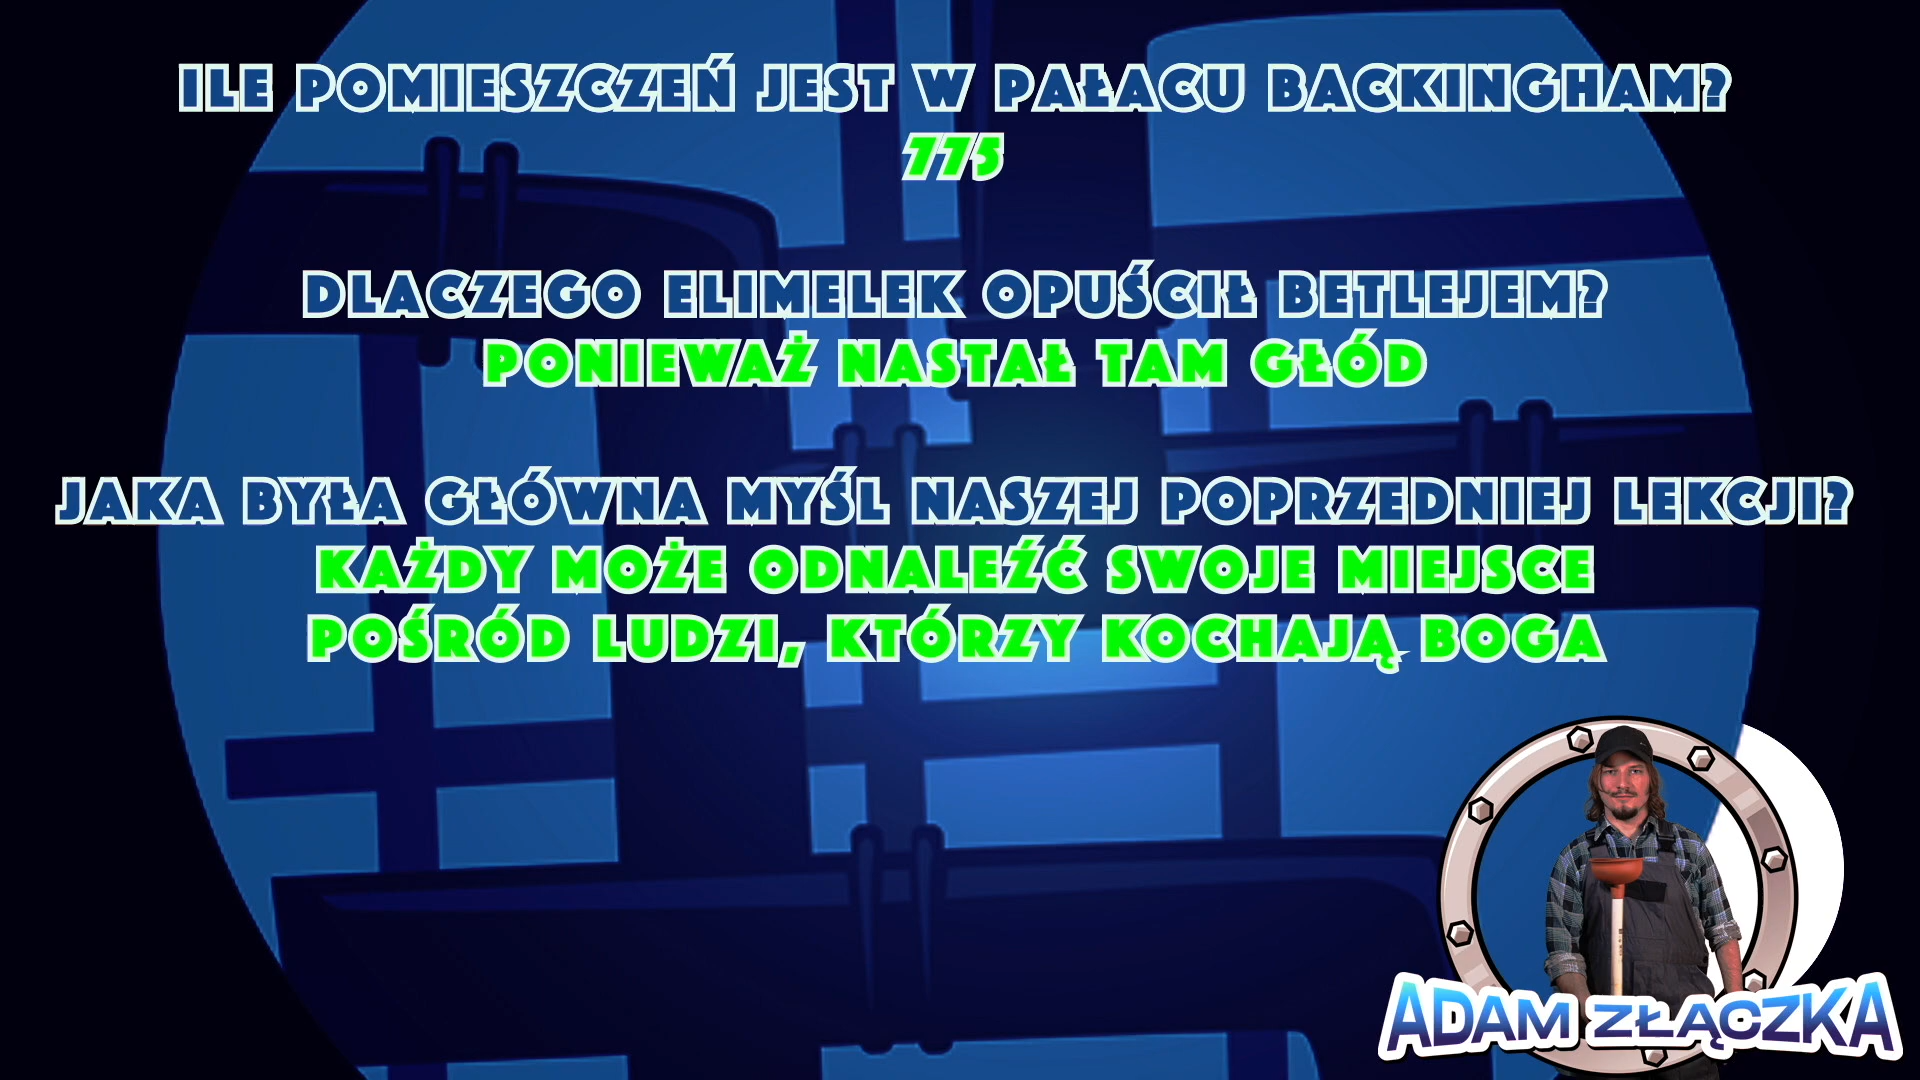 ILE POMIESZCZEŃ JEST W PAŁACU BACKINGHAM?
775
DLACZEGO ELIMELEK OPUŚCIŁ BETLEJEM?
PONIEWAŻ NASTAŁ TAM GŁÓD
JAKA BYŁA GŁÓWNA MYŚL NASZEJ POPRZEDNIEJ LEKCJI?
KAŻDY MOŻE ODNALEŹĆ SWOJE MIEJSCE
POŚRÓD LUDZI, KTÓRZY KOCHAJĄ BOGA
ADAM ZŁĄCZKA